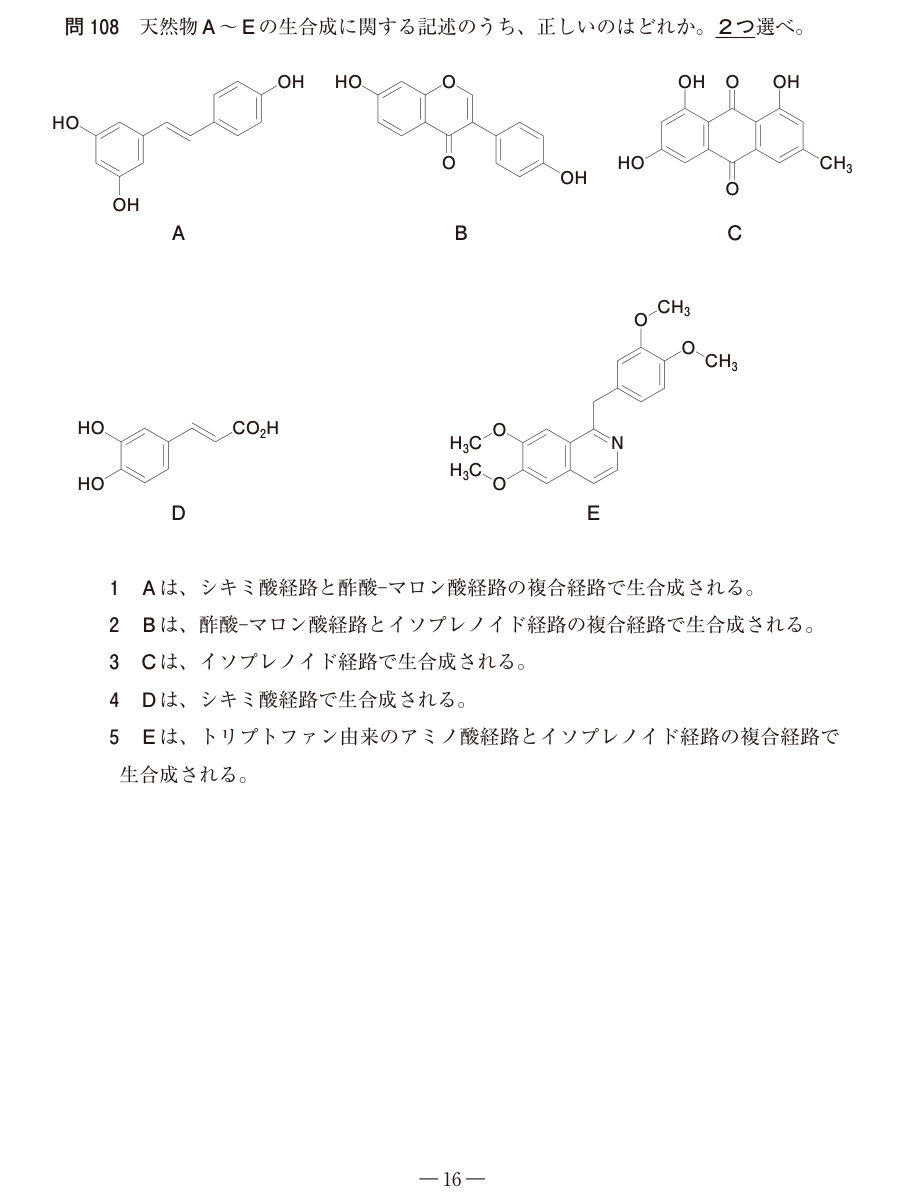 問 108 天然物A～Eの生合成に関する記述のうち、正しいのはどれか。2つ選べ。
OH HO OH O OH
HO O
OH
HO CH3
O O
OH OH
A B C
CH3
O
O
CH3
HO CO2H
H3C O N
HO H3C
O
D E
1 Aは、シキミ酸経路と酢酸−マロン酸経路の複合経路で生合成される。
2 Bは、酢酸−マロン酸経路とイソプレノイド経路の複合経路で生合成される。
3 Cは、イソプレノイド経路で生合成される。
4 Dは、シキミ酸経路で生合成される。
5 Eは、トリプトファン由来のアミノ酸経路とイソプレノイド経路の複合経路で
生合成される。
― 16 ―